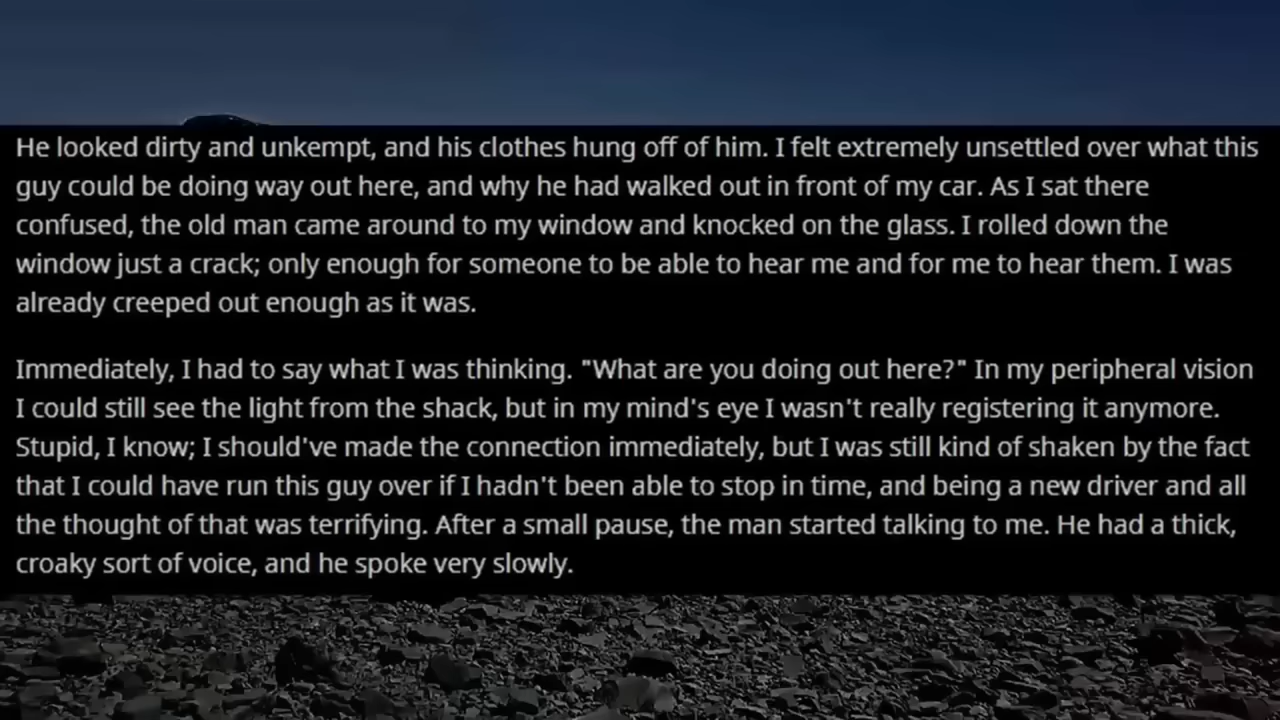 He looked dirty and unkempt, and his clothes hung off of him. I felt extremely unsettled over what this
guy could be doing way out here, and why he had walked out in front of my car. As I sat there
confused, the old man came around to my window and knocked on the glass. I rolled down the
window just a crack; only enough for someone to be able to hear me and for me to hear them. I was
already creeped out enough as it was.
Immediately, I had to say what I was thinking. "What are you doing out here?" In my peripheral vision
I could still see the light from the shack, but in my mind's eye I wasn't really registering it anymore.
Stupid, I know; I should've made the connection immediately, but I was still kind of shaken by the fact
that I could have run this guy over if I hadn't been able to stop in time, and being a new driver and all
the thought of that was terrifying. After a small pause, the man started talking to me. He had a thick,
croaky sort of voice, and he spoke very slowly.